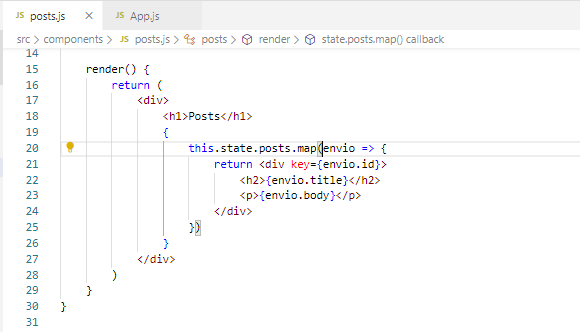 JS posts.js × JS App.js
src > components > JS posts.js > posts > render > state.posts.map() callback
14
15 render() {
16 return (
17 <div>
18 <h1>Posts</h1>
19 {
20 this.state.posts.map(envio => {
21 return <div key={envio.id}>
22 <h2>{envio.title}</h2>
23 <p>{envio.body}</p>
24 </div>
25 })
26 }
27 </div>
28 )
29 }
30 }
31